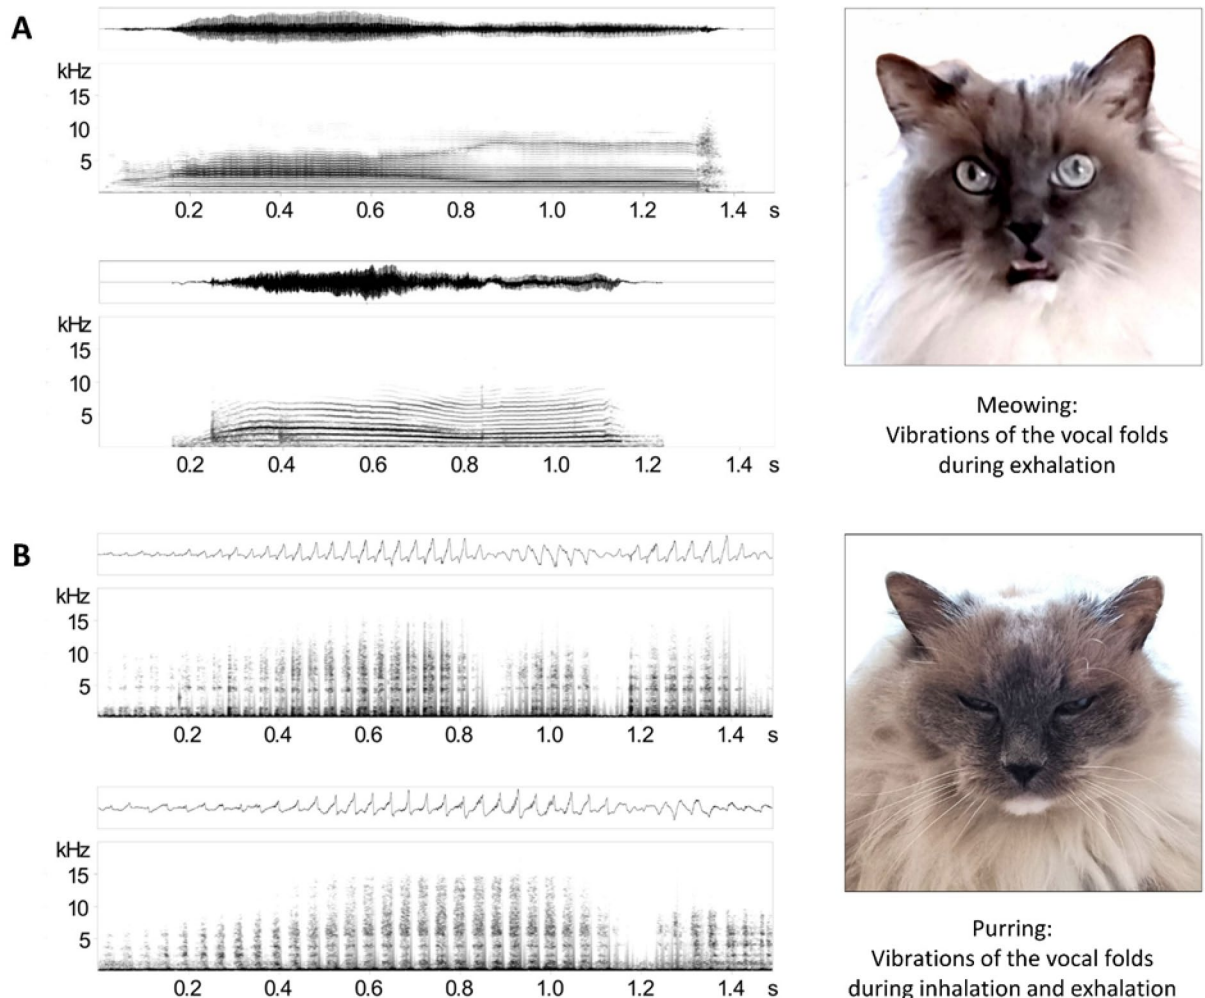 A
kHz
15
10
5
0.2 0.4 0.6 0.8 1.0 1.2 1.4 s
kHz
15
10
5
0.2 0.4 0.6 0.8 1.0 1.2 1.4 s
Meowing:
Vibrations of the vocal folds
during exhalation
B
kHz
15
10
5
0.2 0.4 0.6 0.8 1.0 1.2 1.4 s
kHz
15
10
5
0.2 0.4 0.6 0.8 1.0 1.2 1.4 s
Purring:
Vibrations of the vocal folds
during inhalation and exhalation